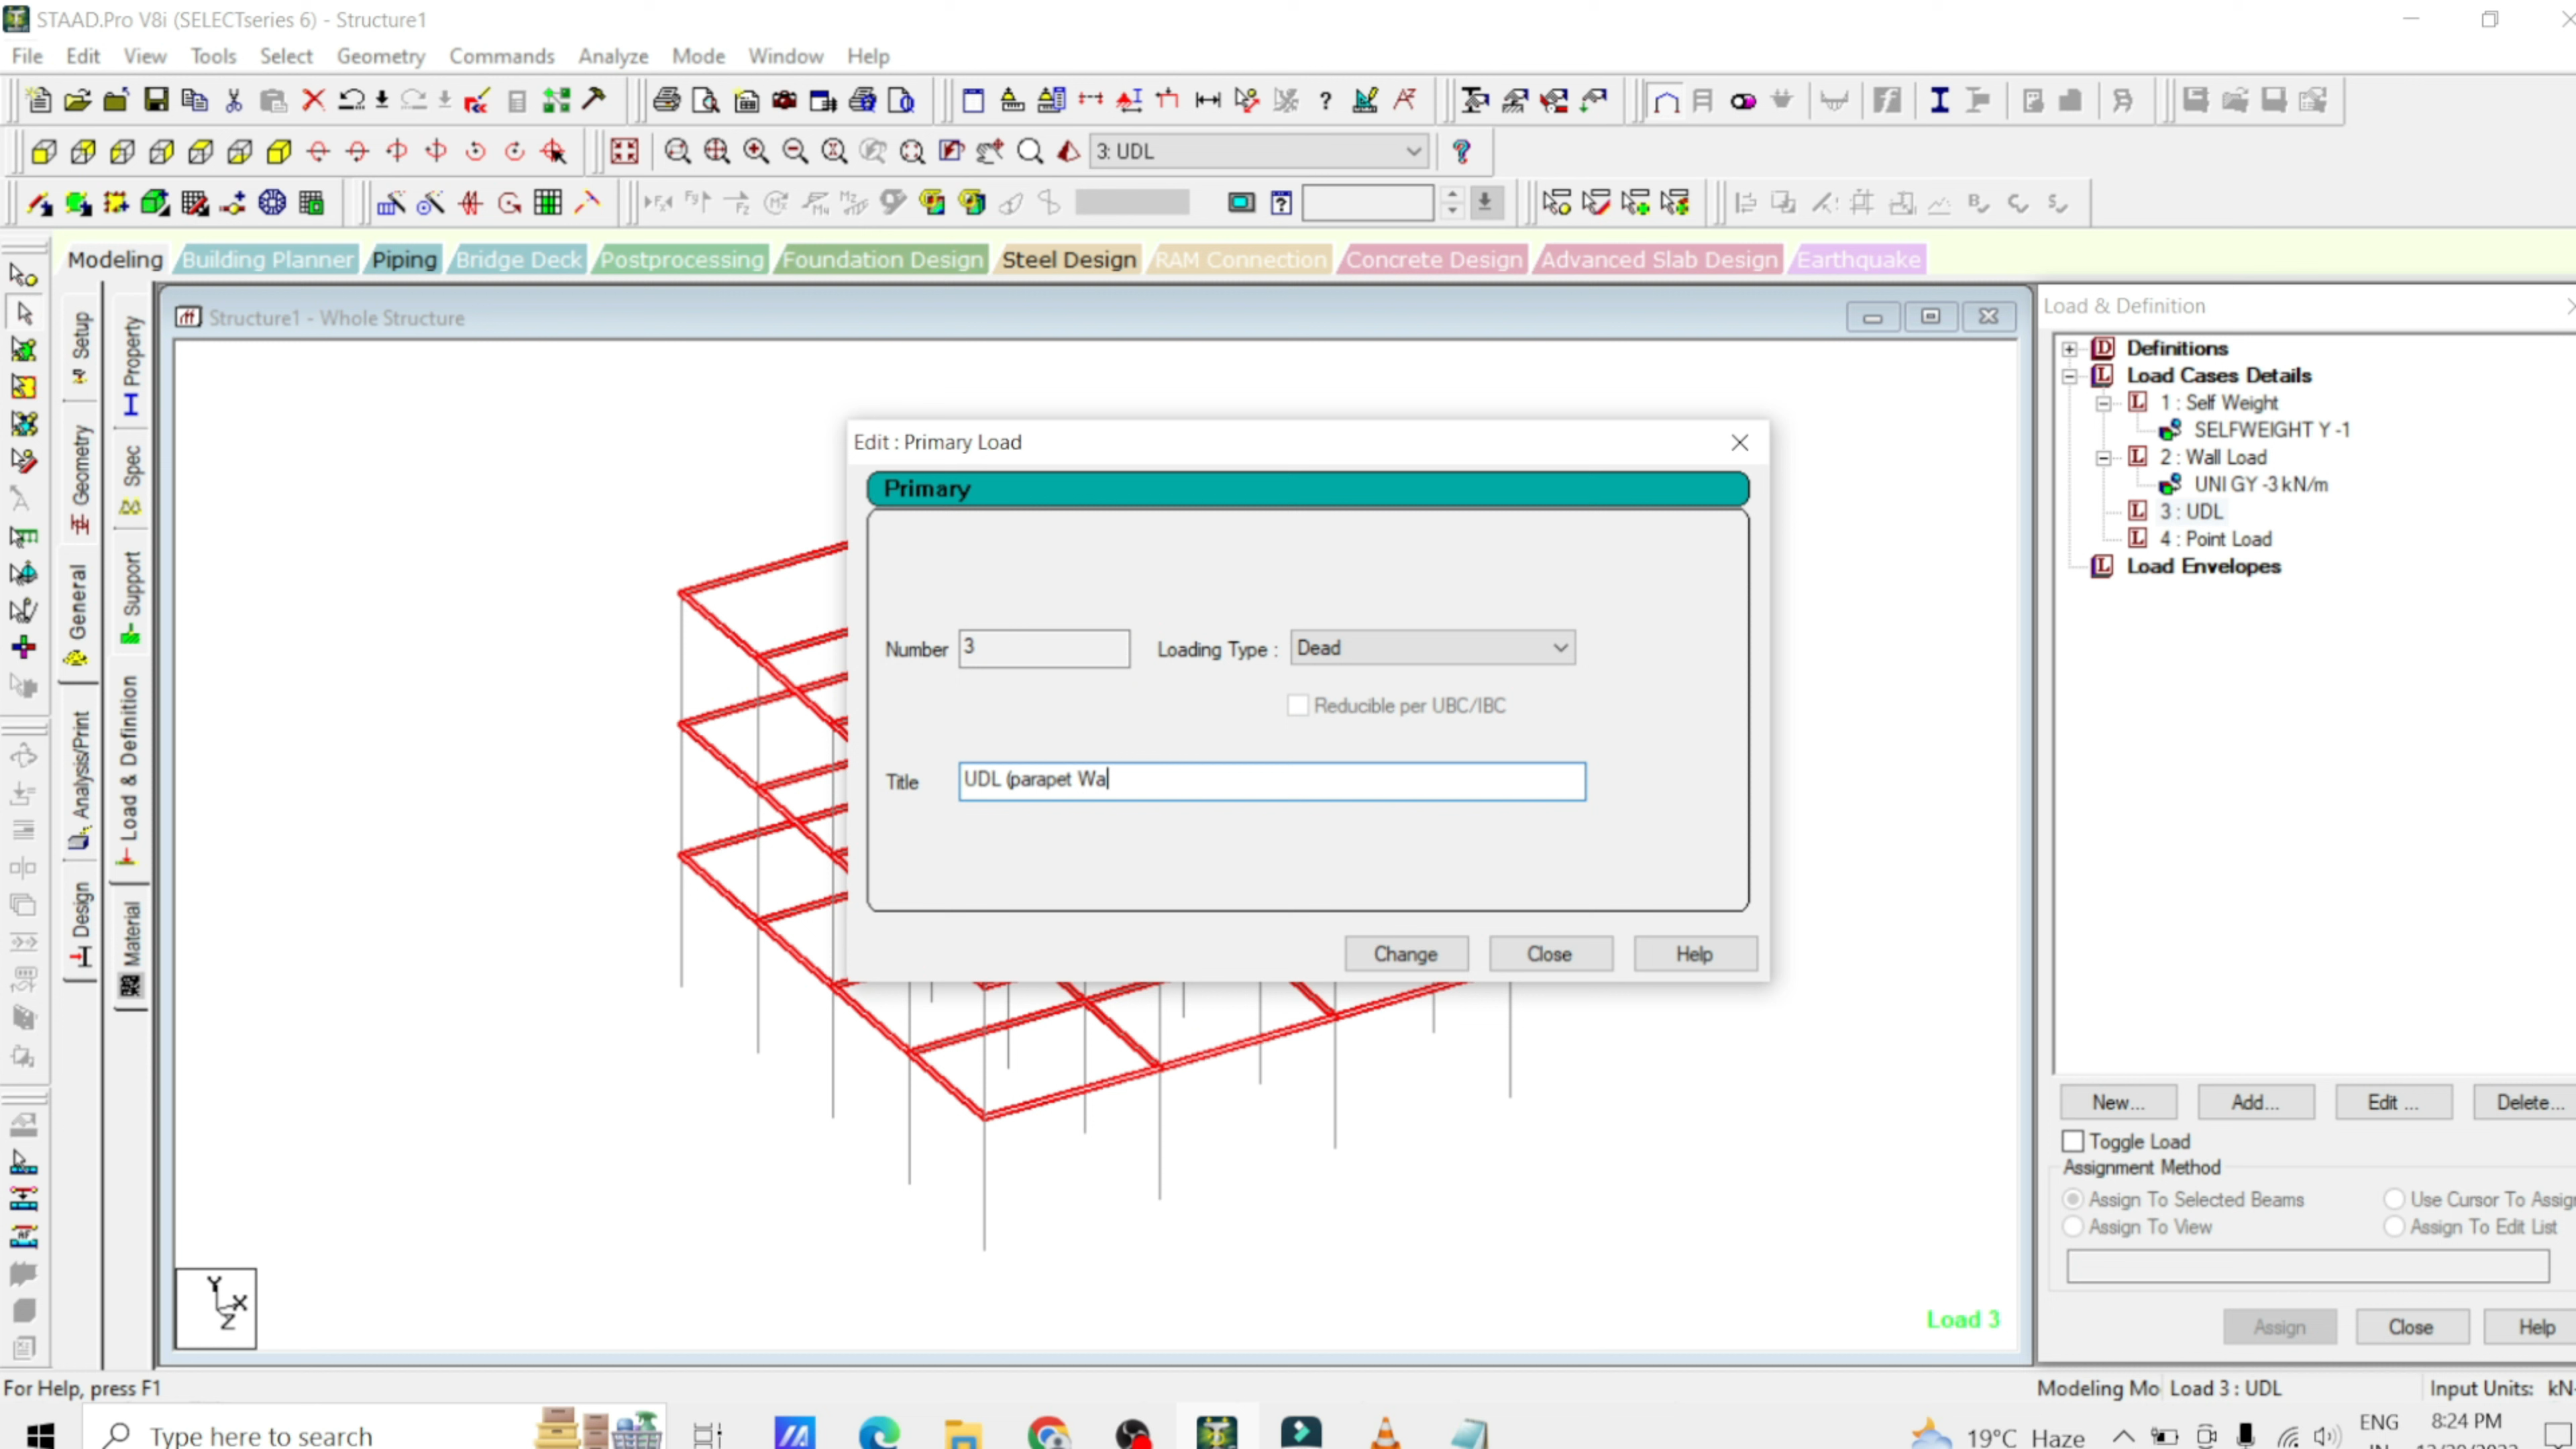 STAAD.Pro V8i (SELECTseries 6) - Structure1
File Edit View Tools Select Geometry Commands Analyze Mode Window Help
3: UDL
Modeling Building Planner Piping Bridge Deck Postprocessing Foundation Design Steel Design RAM Connection Concrete Design Advanced Slab Design Earthquake
Setup
Geometry
General
Analysis/Print
Design
Property
Spec
Support
Load & Definition
Material
Structure1 - Whole Structure
Edit : Primary Load
Primary
Number 3 Loading Type : Dead
Reducible per UBC/IBC
Title UDL (parapet Wa
Change Close Help
Y
X
Z
Load 3
Load & Definition
Definitions
Load Cases Details
1 : Self Weight
SELFWEIGHT Y -1
2 : Wall Load
UNI GY -3 kN/m
3 : UDL
4 : Point Load
Load Envelopes
New... Add... Edit ... Delete...
Toggle Load
Assignment Method
Assign To Selected Beams Use Cursor To Assig
Assign To View Assign To Edit List
Assign Close Help
For Help, press F1
Modeling Mo Load 3 : UDL Input Units: kN-
Type here to search
19°C Haze
ENG
8:24 PM